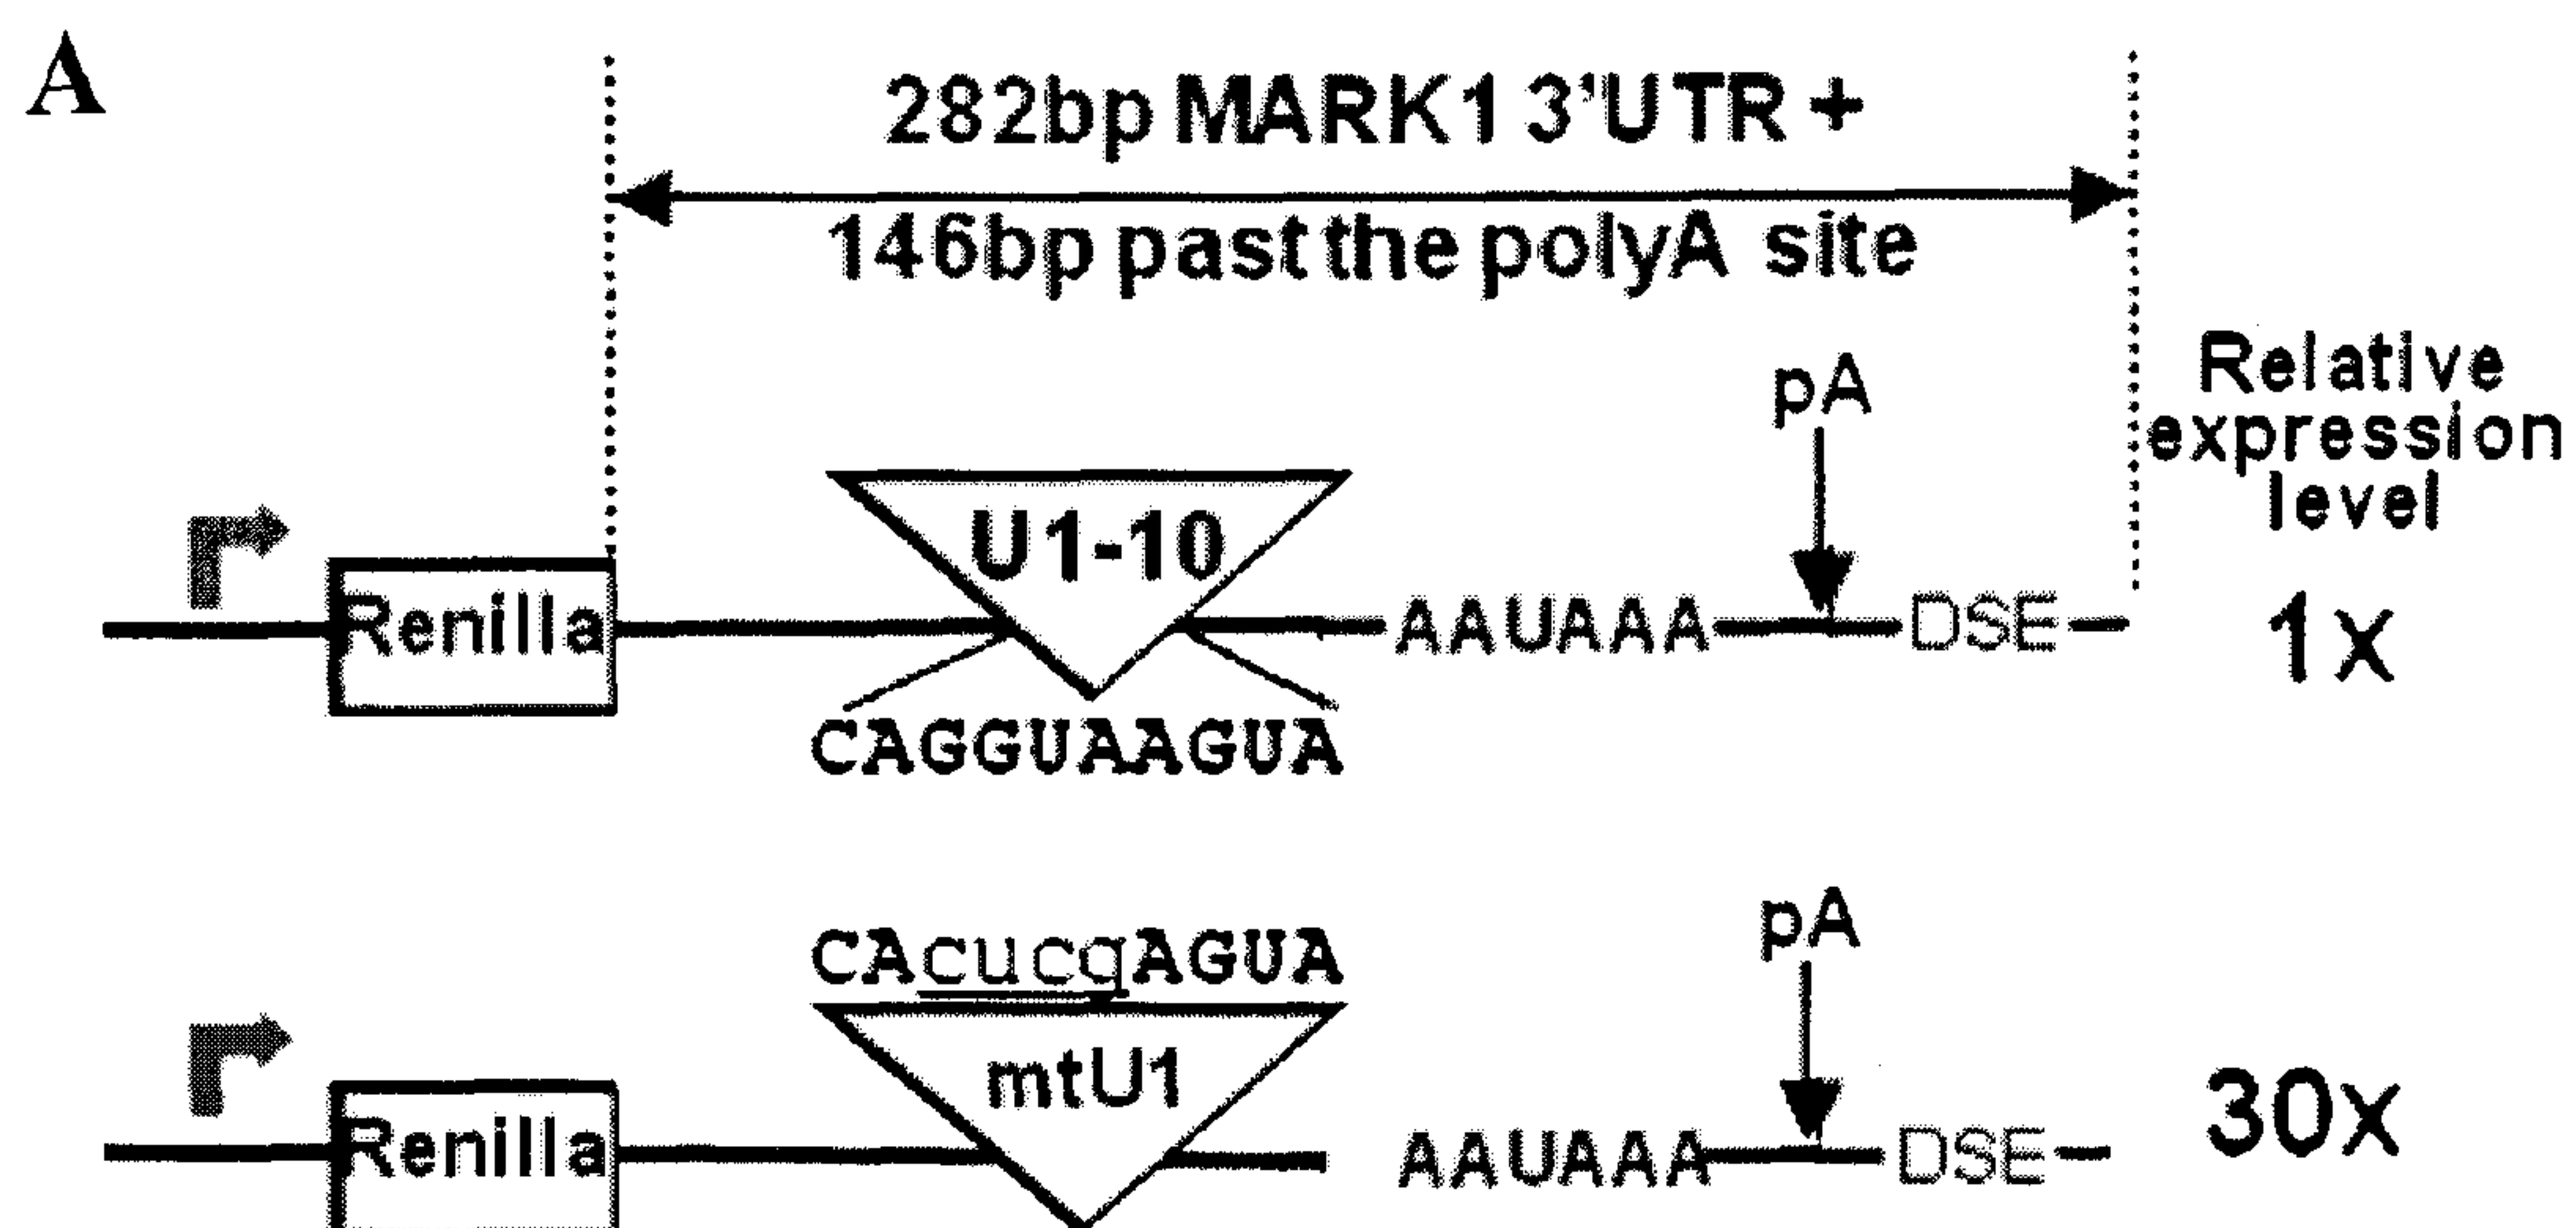 A
282bp MARK1 3'UTR +
146bp past the polyA site
Relative
expression
level
pA
U1-10
Renilla
AAUAAA
DSE
1x
CAGGUAAGUA
CAcucgAGUA
pA
mtU1
Renilla
AAUAAA
DSE
30x